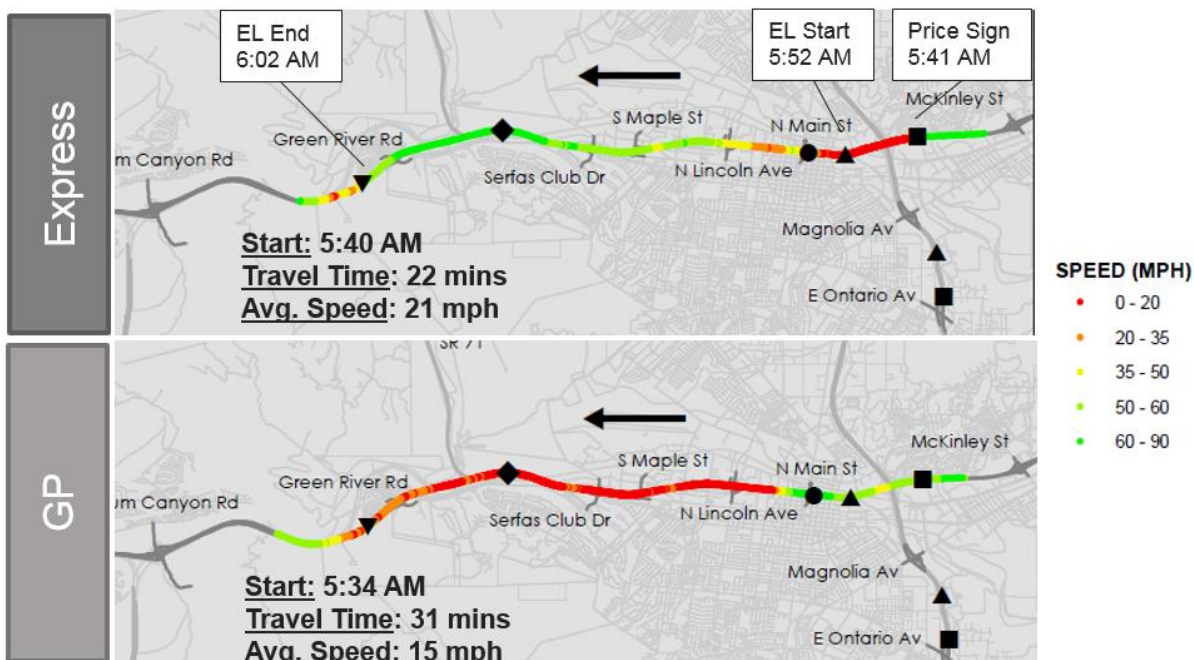 Express
EL End
6:02 AM
EL Start
5:52 AM
Price Sign
5:41 AM
McKinley St
S Maple St
N Main St
Green River Rd
m Canyon Rd
Serfas Club Dr
N Lincoln Ave
Magnolia Av
E Ontario Av
Start: 5:40 AM
Travel Time: 22 mins
Avg. Speed: 21 mph
SPEED (MPH)
0 - 20
20 - 35
35 - 50
50 - 60
60 - 90
GP
SR 71
McKinley St
S Maple St
N Main St
Green River Rd
um Canyon Rd
Serfas Club Dr
N Lincoln Ave
Magnolia Av
E Ontario Av
Start: 5:34 AM
Travel Time: 31 mins
Avg. Speed: 15 mph